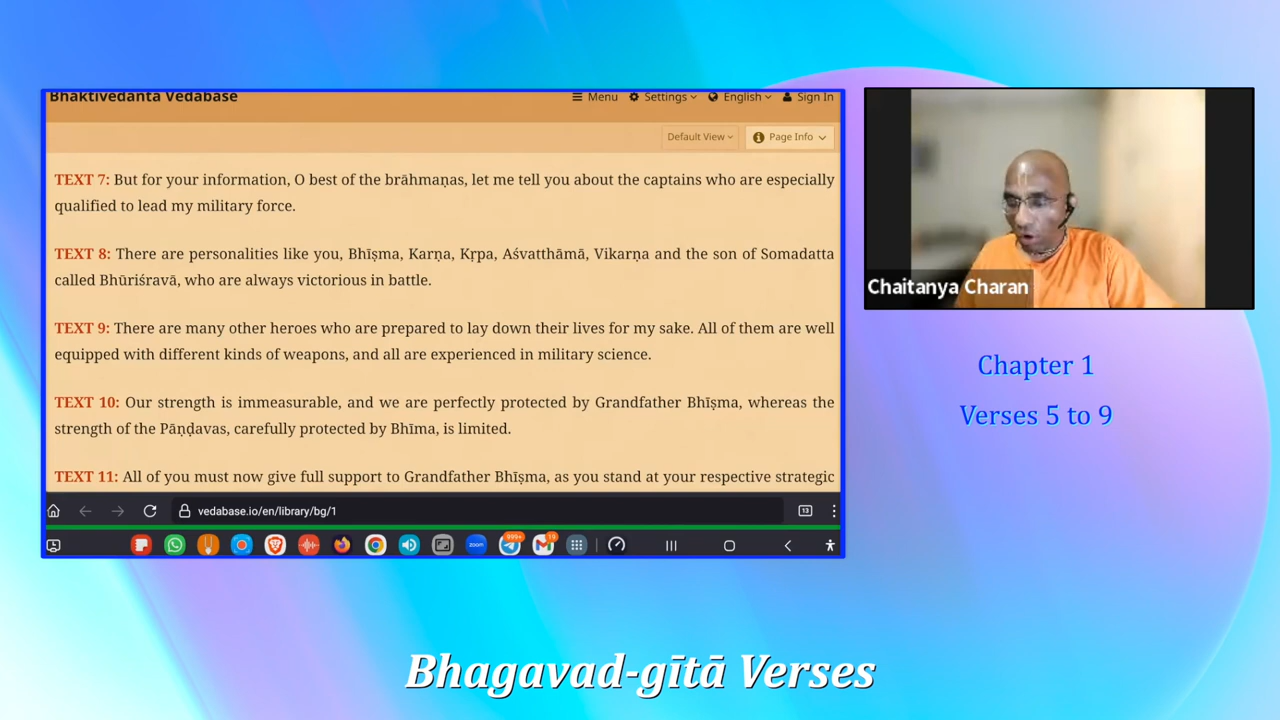 Bhaktivedanta Vedabase
Menu Settings English Sign In
Default View Page Info
TEXT 7: But for your information, O best of the brāhmaṇas, let me tell you about the captains who are especially
qualified to lead my military force.
TEXT 8: There are personalities like you, Bhīṣma, Karṇa, Kṛpa, Aśvatthāmā, Vikarṇa and the son of Somadatta
called Bhūriśravā, who are always victorious in battle.
TEXT 9: There are many other heroes who are prepared to lay down their lives for my sake. All of them are well
equipped with different kinds of weapons, and all are experienced in military science.
TEXT 10: Our strength is immeasurable, and we are perfectly protected by Grandfather Bhīṣma, whereas the
strength of the Pāṇḍavas, carefully protected by Bhīma, is limited.
TEXT 11: All of you must now give full support to Grandfather Bhīṣma, as you stand at your respective strategic
vedabase.io/en/library/bg/1
13
zoom 999+ 19
Chaitanya Charan
Chapter 1
Verses 5 to 9
Bhagavad-gītā Verses